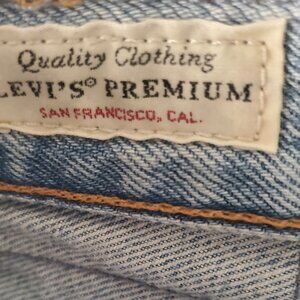 Quality Clothing
LEVI'S® PREMIUM
SAN FRANCISCO, CAL.